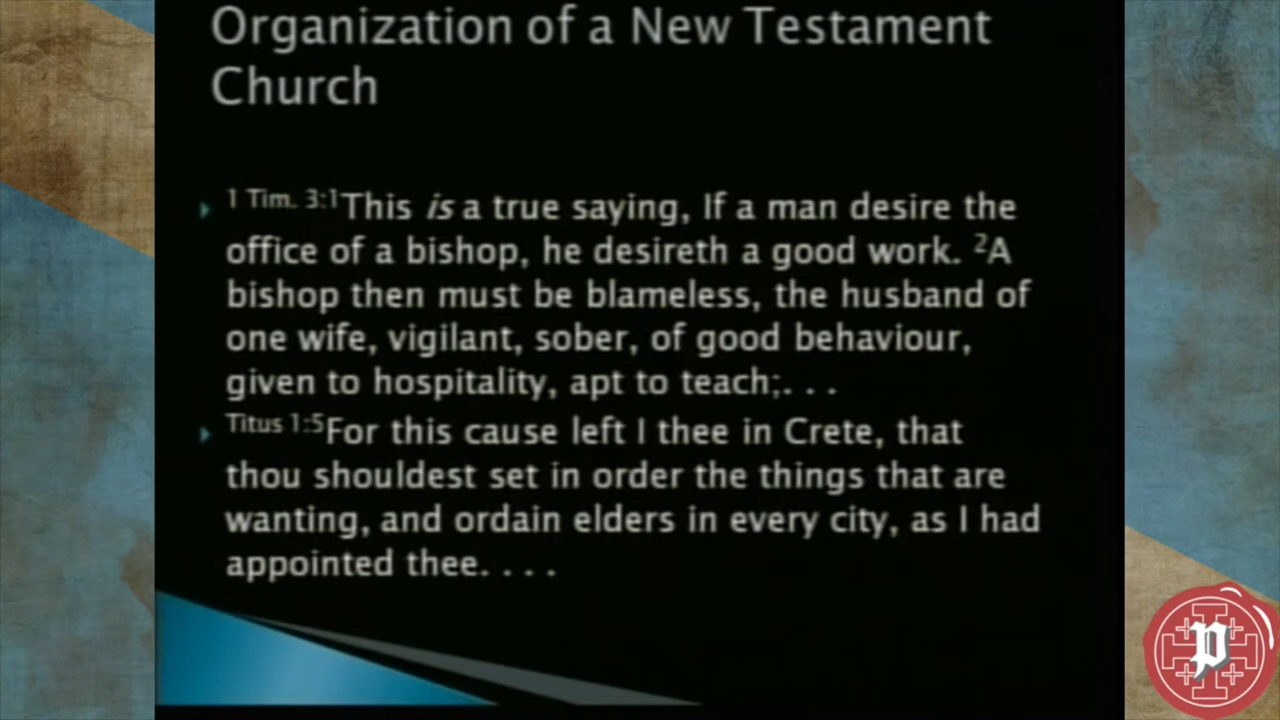 Organization of a New Testament
Church
1 Tim. 3:1This is a true saying, If a man desire the
office of a bishop, he desireth a good work. 2A
bishop then must be blameless, the husband of
one wife, vigilant, sober, of good behaviour,
given to hospitality, apt to teach;. . .
Titus 1:5For this cause left I thee in Crete, that
thou shouldest set in order the things that are
wanting, and ordain elders in every city, as I had
appointed thee. . . .
p